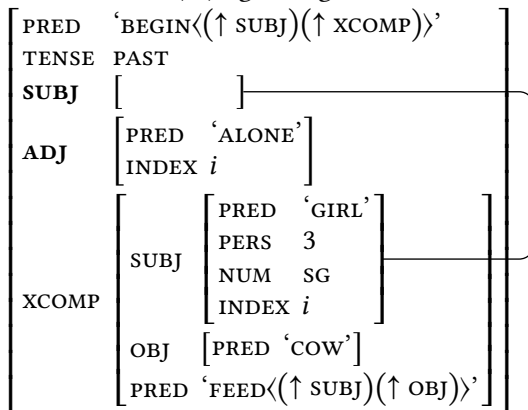 PRED ‘BEGIN⟨(↑ SUBJ)(↑ XCOMP)⟩’
TENSE PAST
SUBJ [ ]
ADJ [PRED ‘ALONE’
INDEX i]
XCOMP
SUBJ
PRED ‘GIRL’
PERS 3
NUM SG
INDEX i
OBJ [PRED ‘COW’]
PRED ‘FEED⟨(↑ SUBJ)(↑ OBJ)⟩’